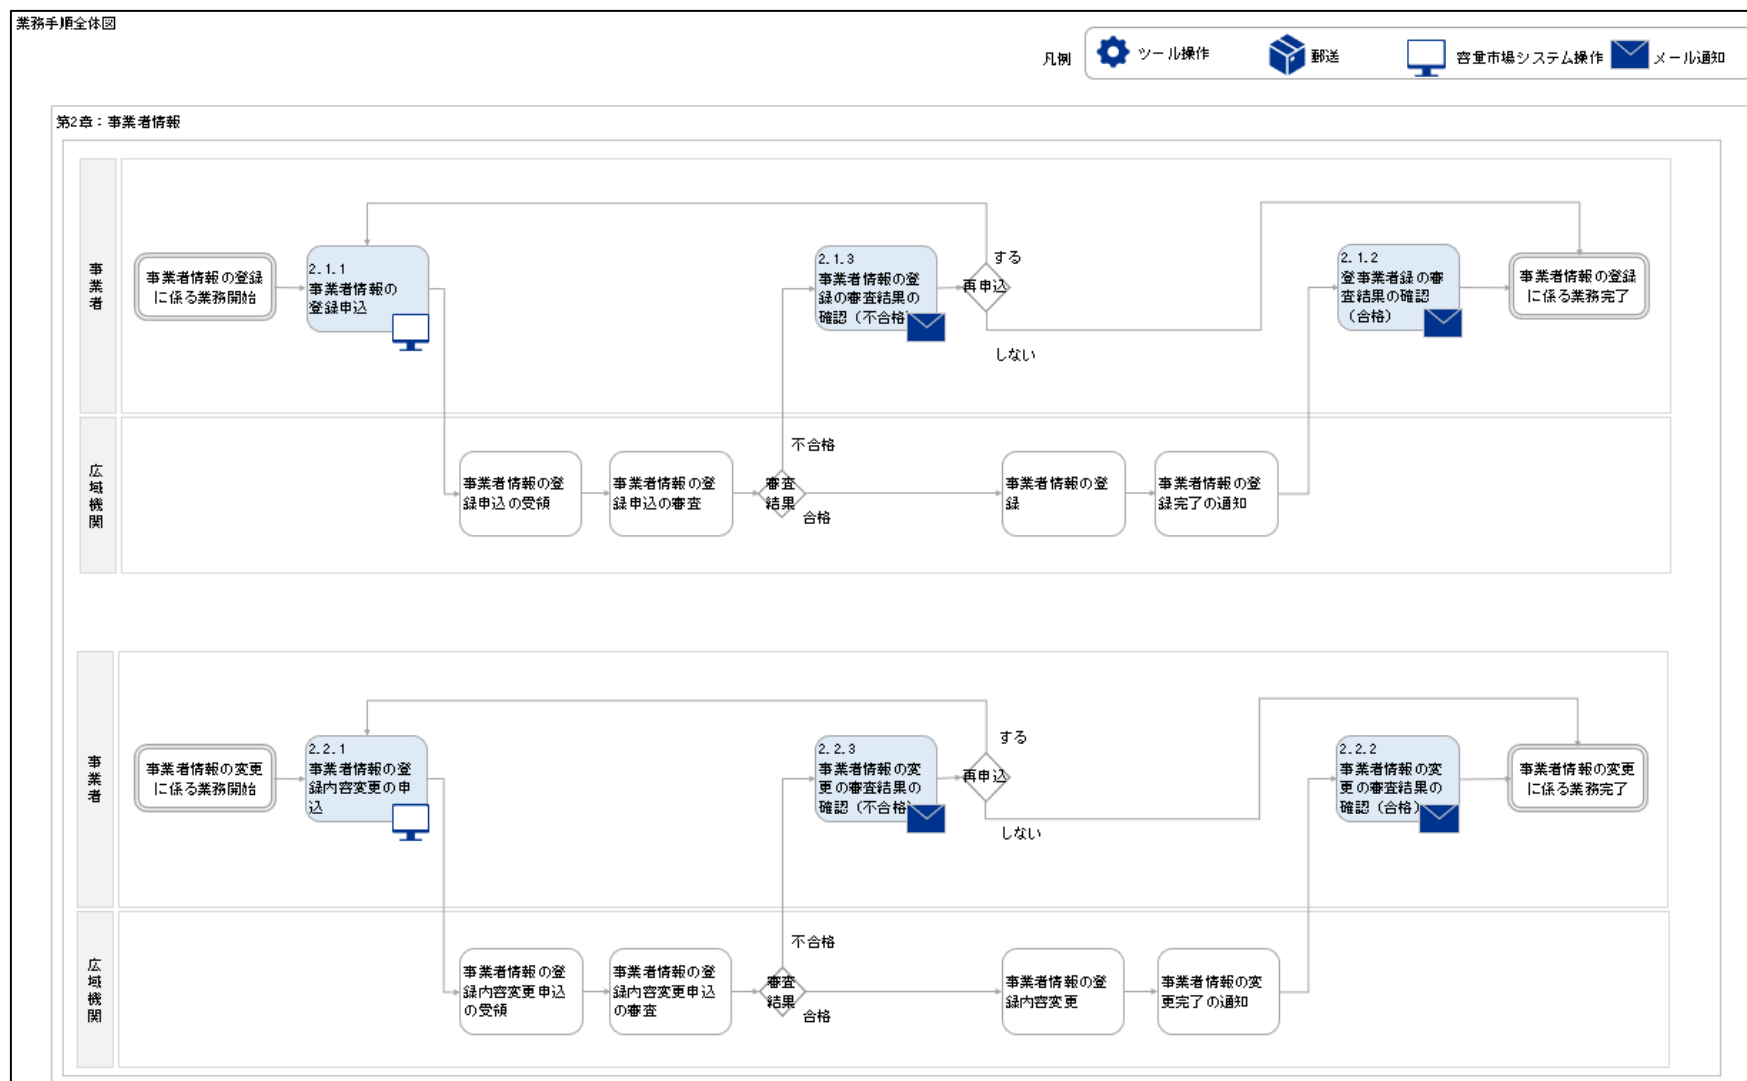 業務手順全体図
凡例
ツール操作
郵送
容量市場システム操作
メール通知
第2章：事業者情報
事業者
事業者情報の登録
に係る業務開始
2.1.1
事業者情報の
登録申込
2.1.3
事業者情報の登
録の審査結果の
確認（不合格）
する
再申込
しない
2.1.2
登事業者録の審
査結果の確認
（合格）
事業者情報の登録
に係る業務完了
広域機関
事業者情報の登
録申込の受領
事業者情報の登
録申込の審査
不合格
審査
結果
合格
事業者情報の登
録
事業者情報の登
録完了の通知
事業者
事業者情報の変更
に係る業務開始
2.2.1
事業者情報の登
録内容変更の申
込
2.2.3
事業者情報の変
更の審査結果の
確認（不合格）
する
再申込
しない
2.2.2
事業者情報の変
更の審査結果の
確認（合格）
事業者情報の変更
に係る業務完了
広域機関
事業者情報の登
録内容変更申込
の受領
事業者情報の登
録内容変更申込
の審査
不合格
審査
結果
合格
事業者情報の登
録内容変更
事業者情報の変
更完了の通知